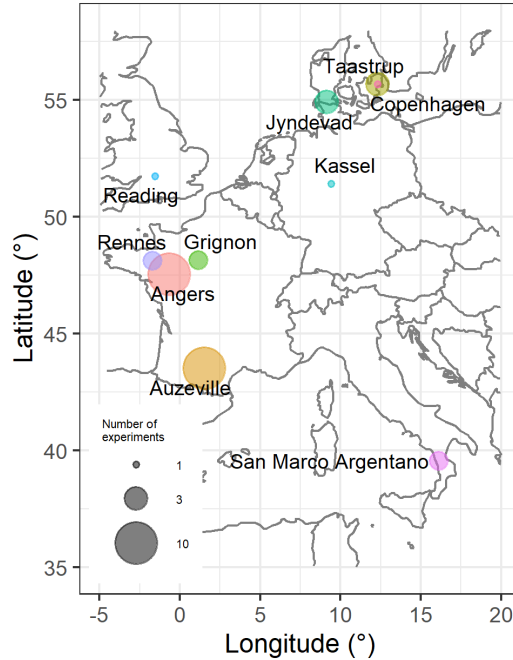 Taastrup
55
Copenhagen
Jyndevad
Kassel
Reading
50
Rennes
Grignon
Angers
Latitude (°)
45
Auzeville
Number of
experiments
40
San Marco Argentano
1
3
10
35
-5
0
5
10
15
20
Longitude (°)